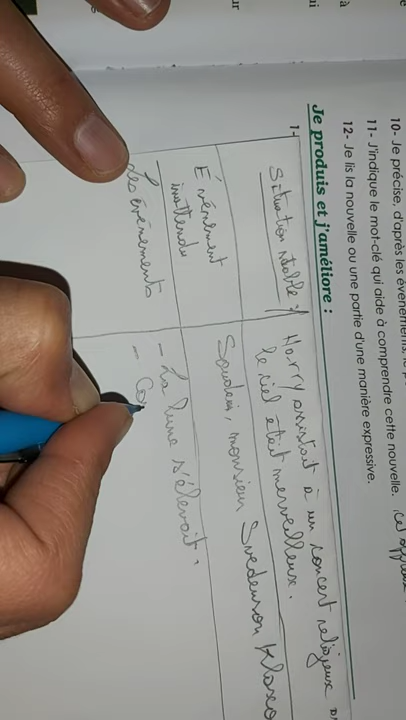 10- Je précise, d'après les événements,
11- J'indique le mot-clé qui aide à comprendre cette nouvelle.
12- Je lis la nouvelle ou une partie d'une manière expressive.
Je produis et j'améliore :
1-
Situation stable
Harry assistait à un concert religieux
le ciel était merveilleux.
Événement
inattendu
Soudain, monsieur Swedenson
Les événements
- La lune s'élevait.
- Co